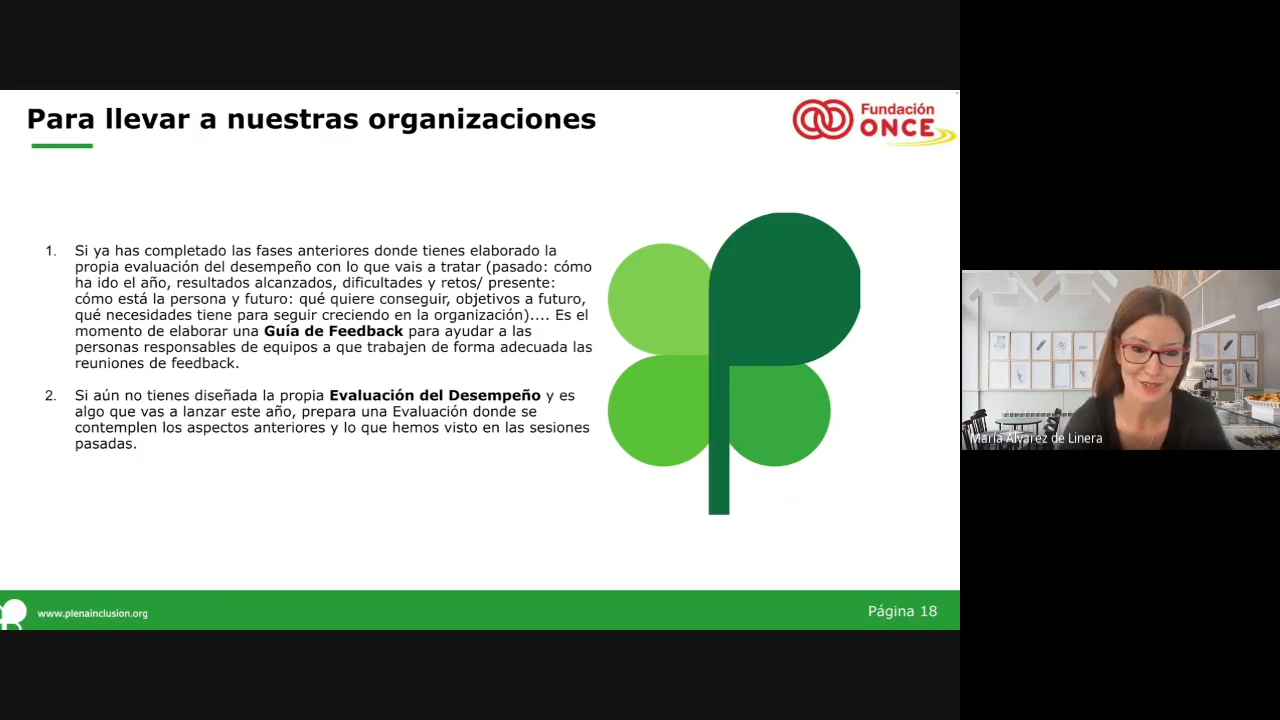 Para llevar a nuestras organizaciones
Fundación
ONCE
1. Si ya has completado las fases anteriores donde tienes elaborado la
propia evaluación del desempeño con lo que vais a tratar (pasado: cómo
ha ido el año, resultados alcanzados, dificultades y retos/ presente:
cómo está la persona y futuro: qué quiere conseguir, objetivos a futuro,
qué necesidades tiene para seguir creciendo en la organización).... Es el
momento de elaborar una Guía de Feedback para ayudar a las
personas responsables de equipos a que trabajen de forma adecuada las
reuniones de feedback.
2. Si aún no tienes diseñada la propia Evaluación del Desempeño y es
algo que vas a lanzar este año, prepara una Evaluación donde se
contemplen los aspectos anteriores y lo que hemos visto en las sesiones
pasadas.
María Álvarez de Linera
www.plenainclusion.org
Página 18